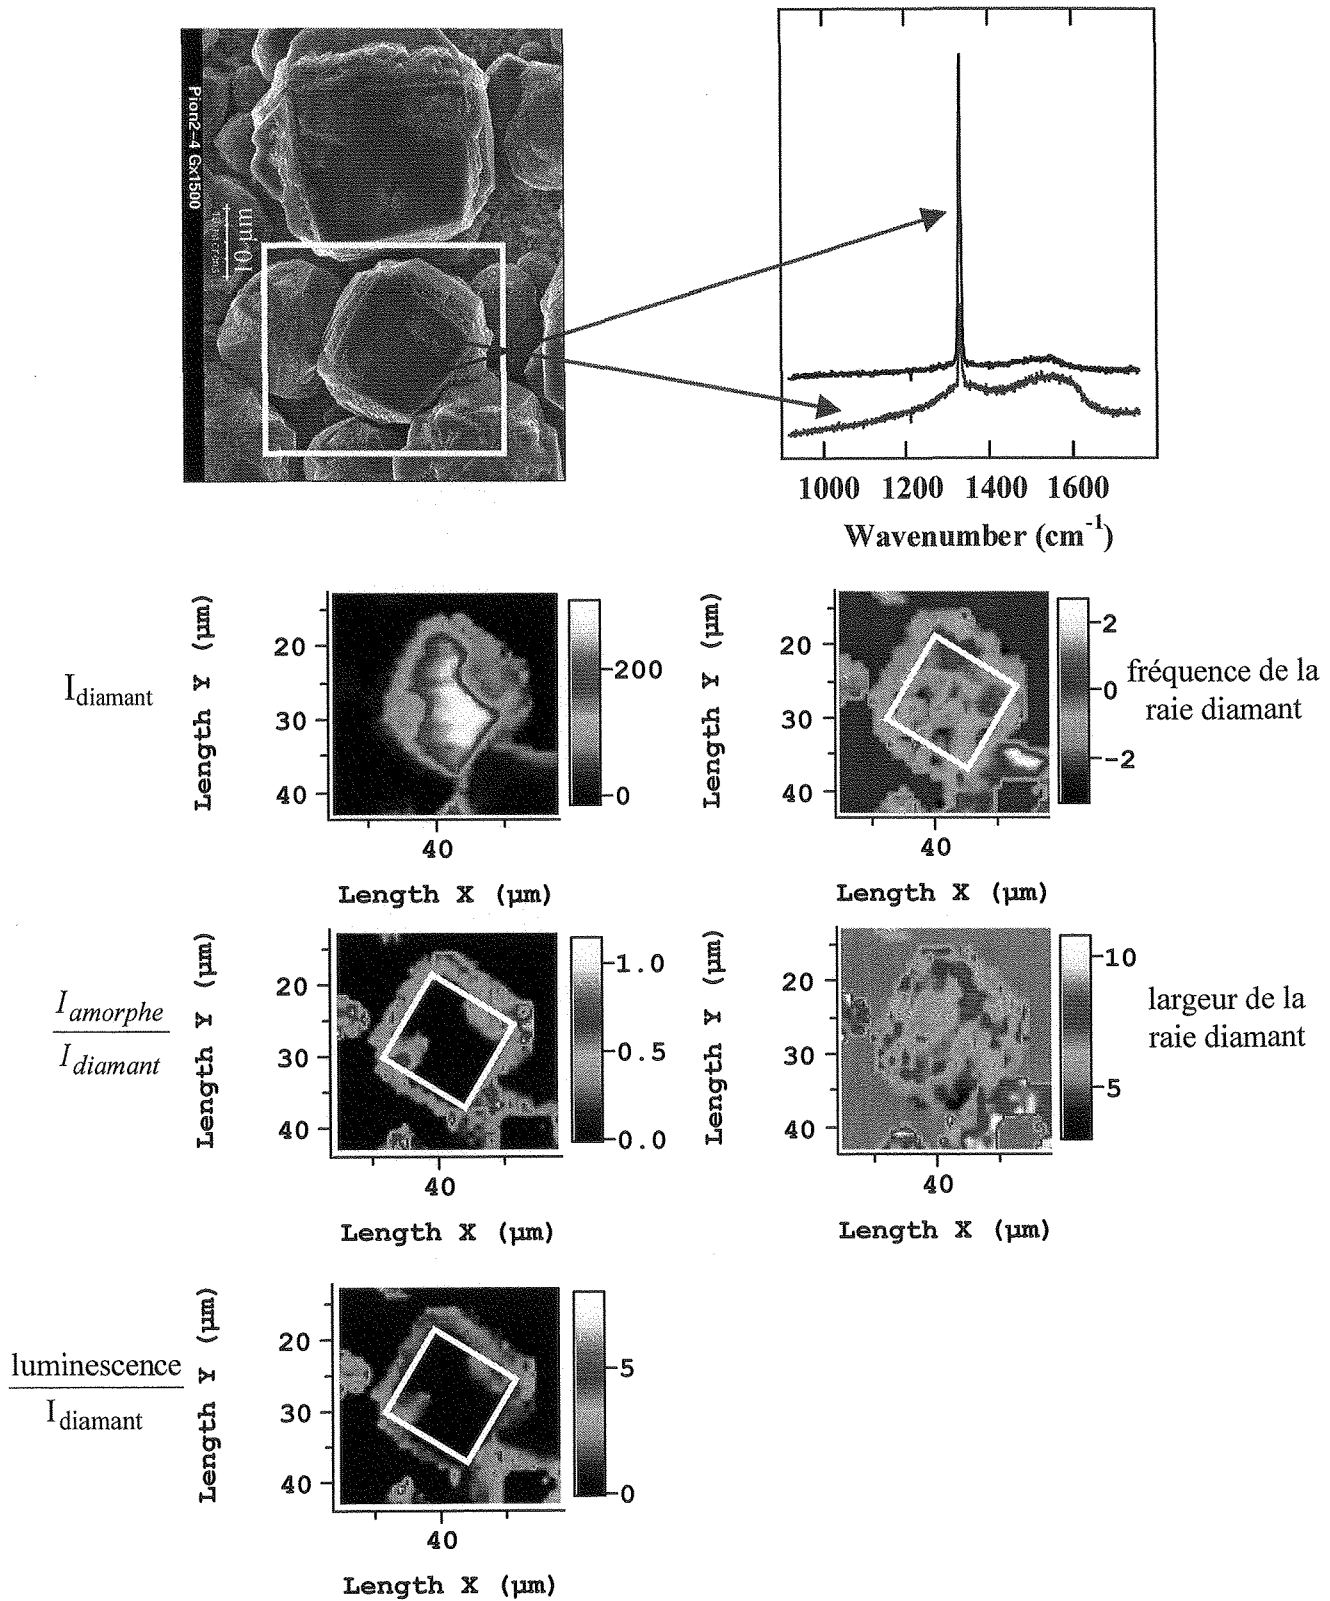 Pion2-4 Gx1500
10 µm
1000 1200 1400 1600
Wavenumber (cm-1)
I diamant
Length Y (µm)
20
30
40
200
0
40
Length X (µm)
Length Y (µm)
20
30
40
2
0
-2
40
Length X (µm)
fréquence de la
raie diamant
I amorphe
I diamant
Length Y (µm)
20
30
40
1.0
0.5
0.0
40
Length X (µm)
Length Y (µm)
20
30
40
10
5
40
Length X (µm)
largeur de la
raie diamant
luminescence
I diamant
Length Y (µm)
20
30
40
5
0
40
Length X (µm)